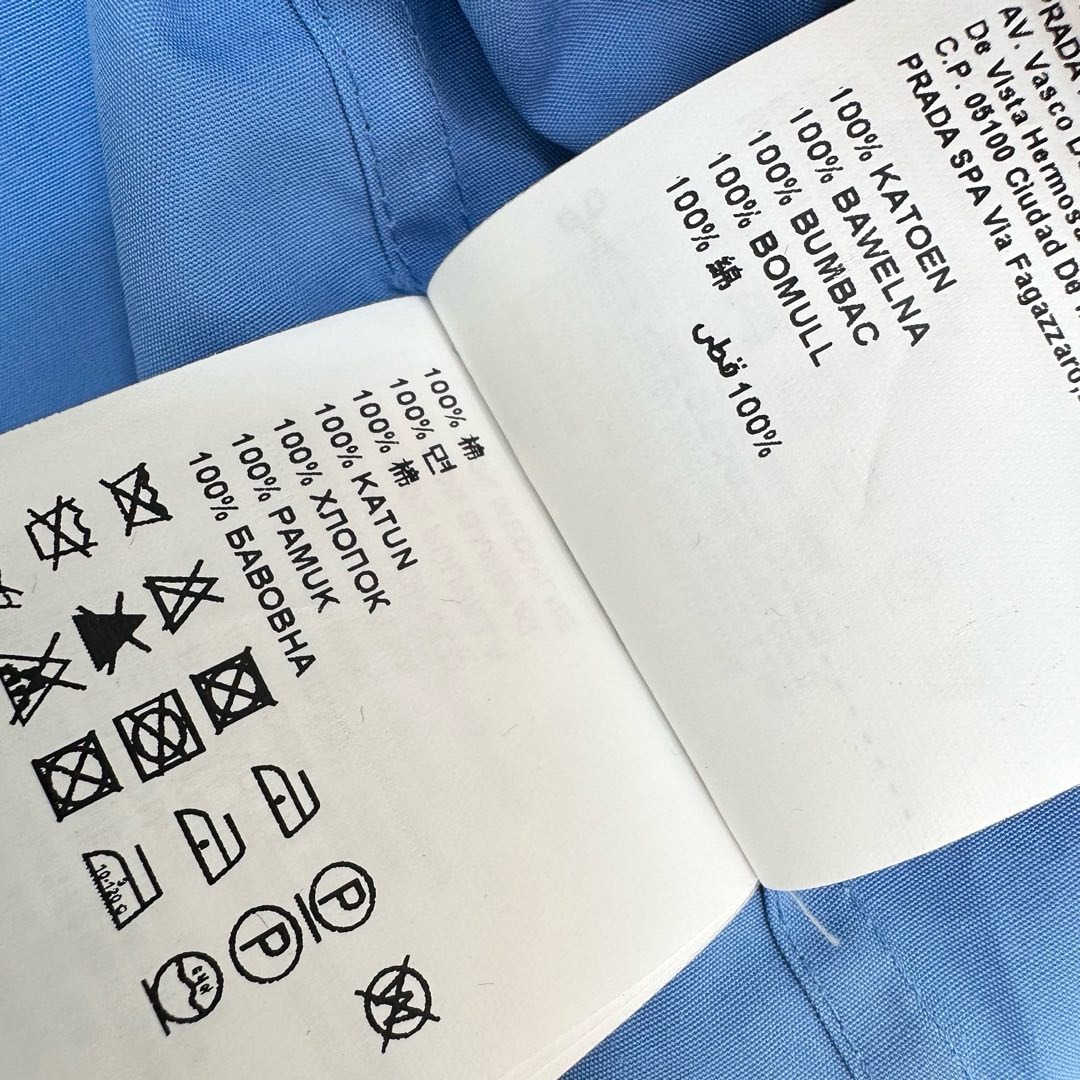 PRADA
AV. Vasco
De Vista Hermosa
C.P. 05100 Ciudad De
PRADA SPA Via Fagazzaro,
100% KATOEN
100% BAWELNA
100% BUMBAC
100% BOMULL
100% 綿
100% قطن
100% 棉
100% 면
100% 棉
100% KATUN
100% ХЛОПОК
100% PAMUK
100% БАВОВНА
P
P
W